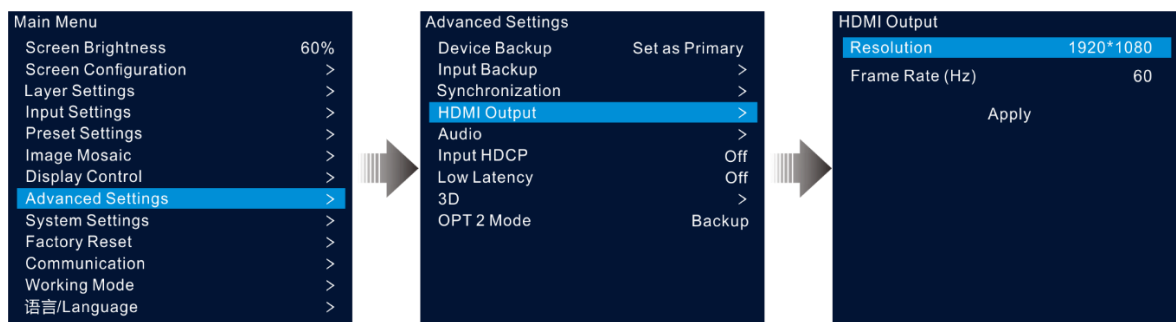 Main Menu
Screen Brightness 60%
Screen Configuration >
Layer Settings >
Input Settings >
Preset Settings >
Image Mosaic >
Display Control >
Advanced Settings >
System Settings >
Factory Reset >
Communication >
Working Mode >
语言/Language >
Advanced Settings
Device Backup Set as Primary
Input Backup >
Synchronization >
HDMI Output >
Audio >
Input HDCP Off
Low Latency Off
3D >
OPT 2 Mode Backup
HDMI Output
Resolution 1920*1080
Frame Rate (Hz) 60
Apply